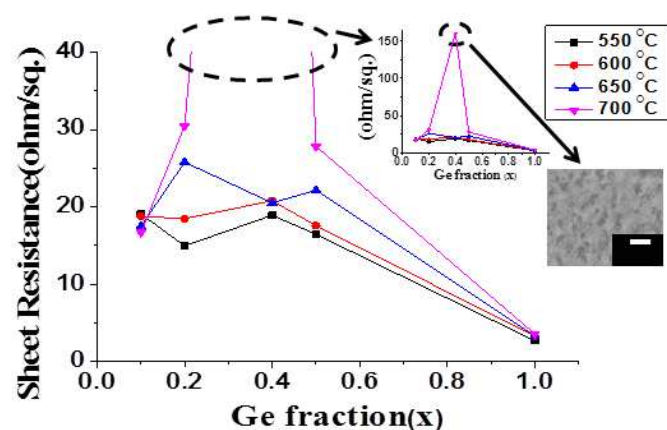 40
30
20
10
0
0.0 0.2 0.4 0.6 0.8 1.0
Sheet Resistance(ohm/sq.)
Ge fraction(x)
150
100
50
0
0.0 0.2 0.4 0.6 0.8 1.0
(ohm/sq.)
Ge fraction (x)
550 °C
600 °C
650 °C
700 °C